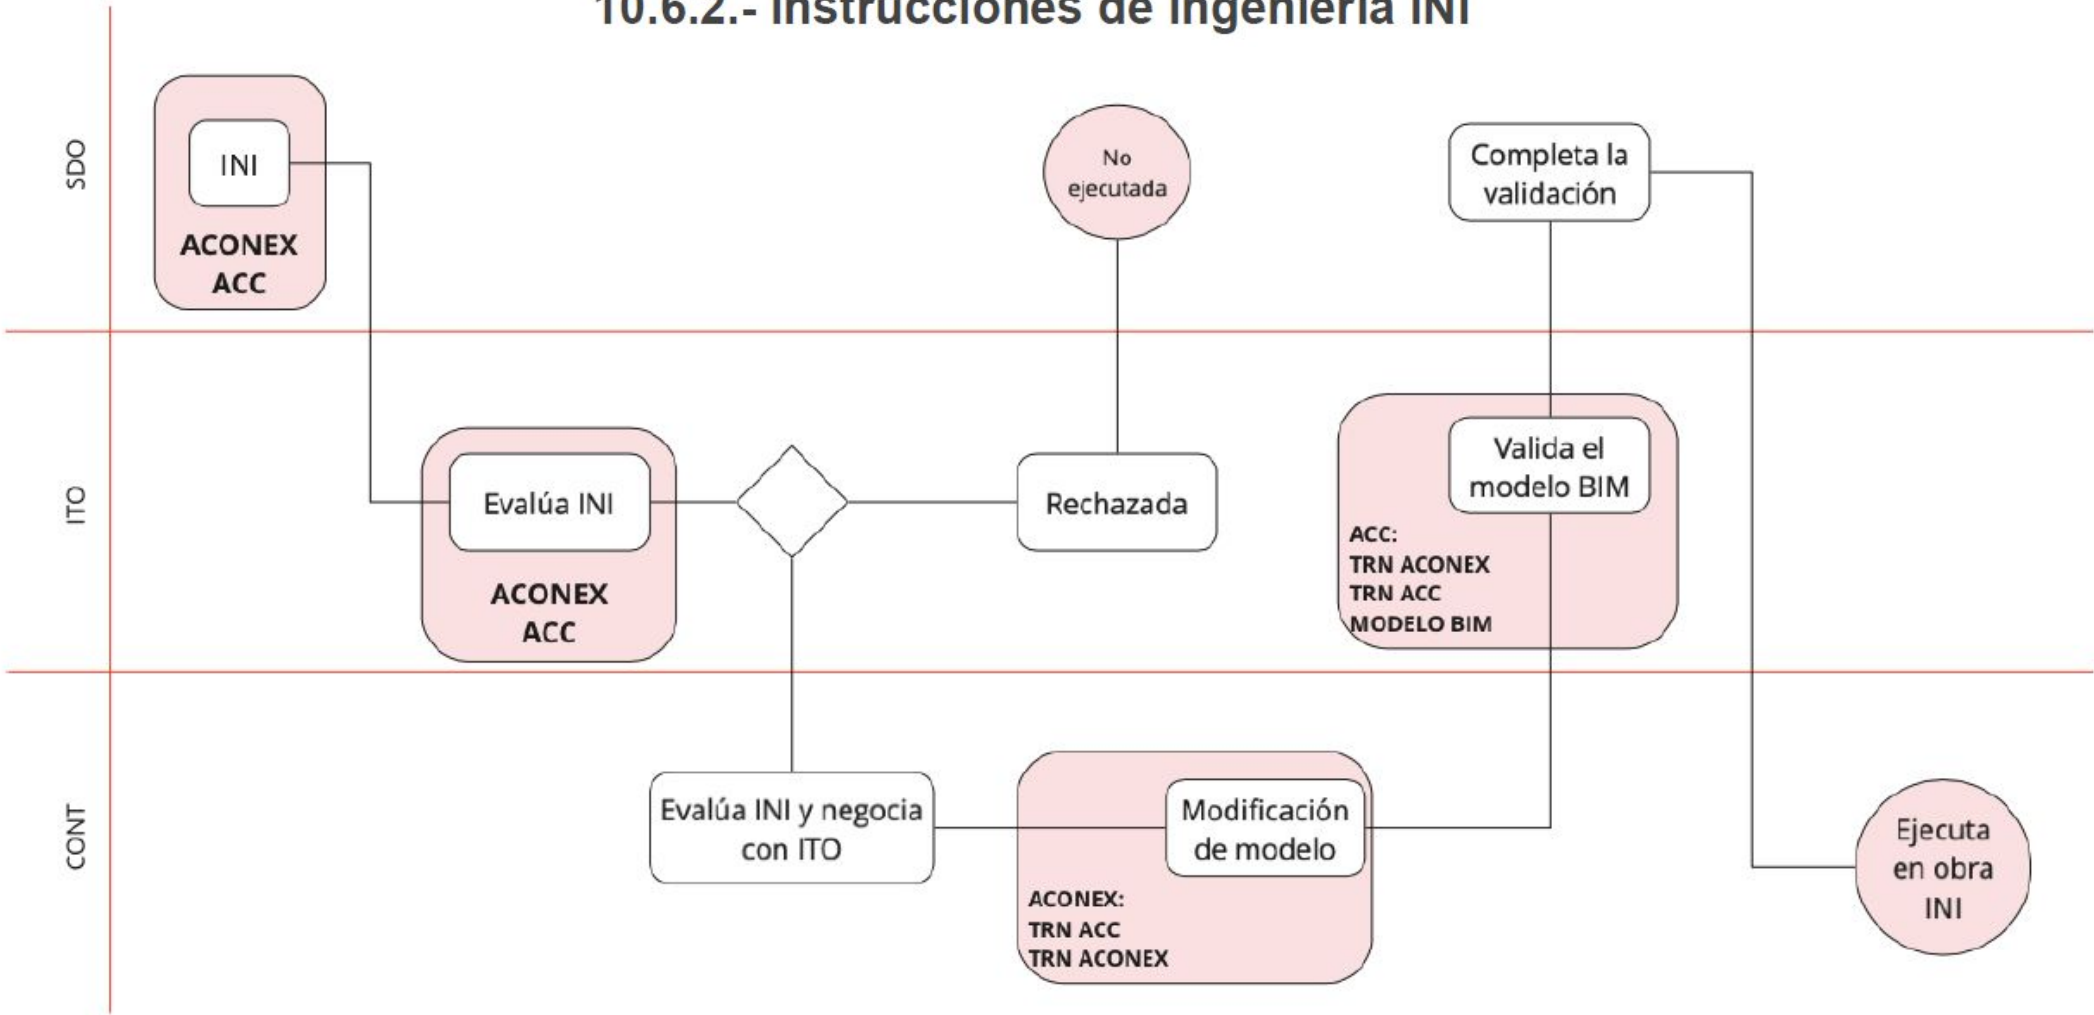 10.6.2.- Instrucciones de Ingeniería INI
SDO
INI
ACONEX
ACC
No
ejecutada
Completa la
validación
ITO
Evalúa INI
ACONEX
ACC
Rechazada
Valida el
modelo BIM
ACC:
TRN ACONEX
TRN ACC
MODELO BIM
CONT
Evalúa INI y negocia
con ITO
Modificación
de modelo
ACONEX:
TRN ACC
TRN ACONEX
Ejecuta
en obra
INI